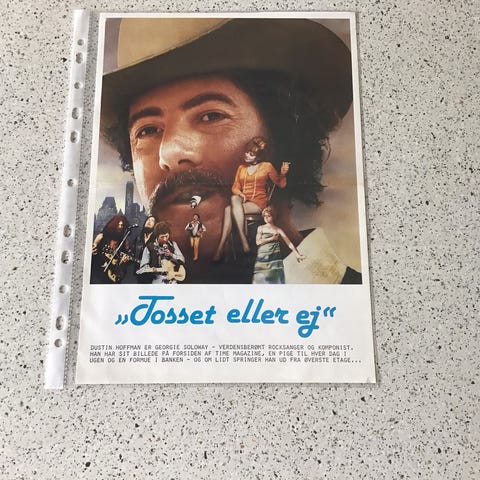 „Tosset eller ej“
DUSTIN HOFFMAN ER GEORGIE SOLOWAY - VERDENSBERØMT ROCKSANGER OG KOMPONIST.
HAN HAR SIT BILLEDE PÅ FORSIDEN AF TIME MAGAZINE, EN PIGE TIL HVER DAG I
UGEN OG EN FORMUE I BANKEN - OG OM LIDT SPRINGER HAN UD FRA ØVERSTE ETAGE...